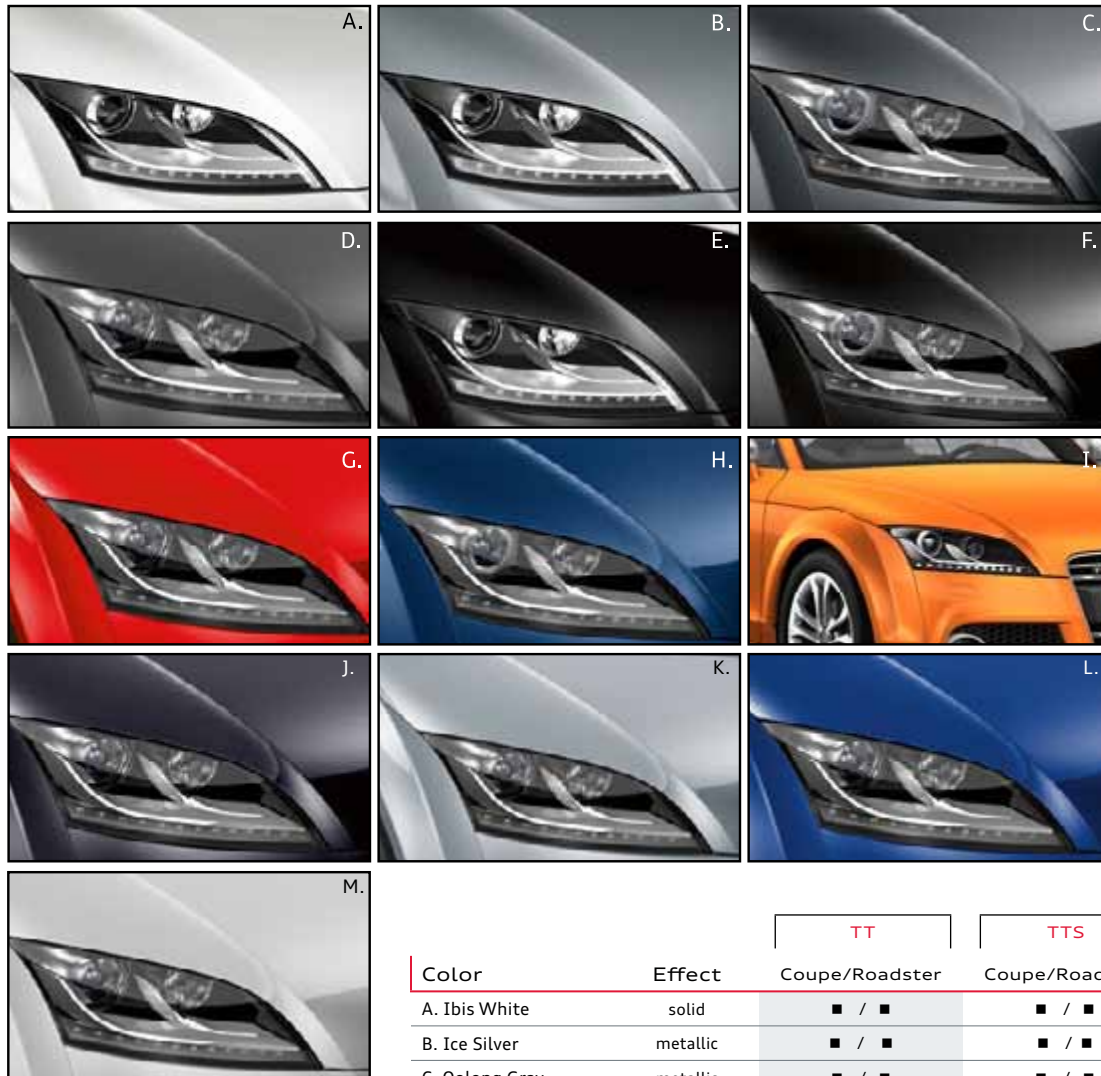 A.
B.
C.
D.
E.
F.
G.
H.
I.
J.
K.
L.
M.
TT TTS
Color Effect Coupe/Roadster
A. Ibis White solid ■ / ■ ■ / ■
B. Ice Silver metallic ■ / ■ ■ / ■